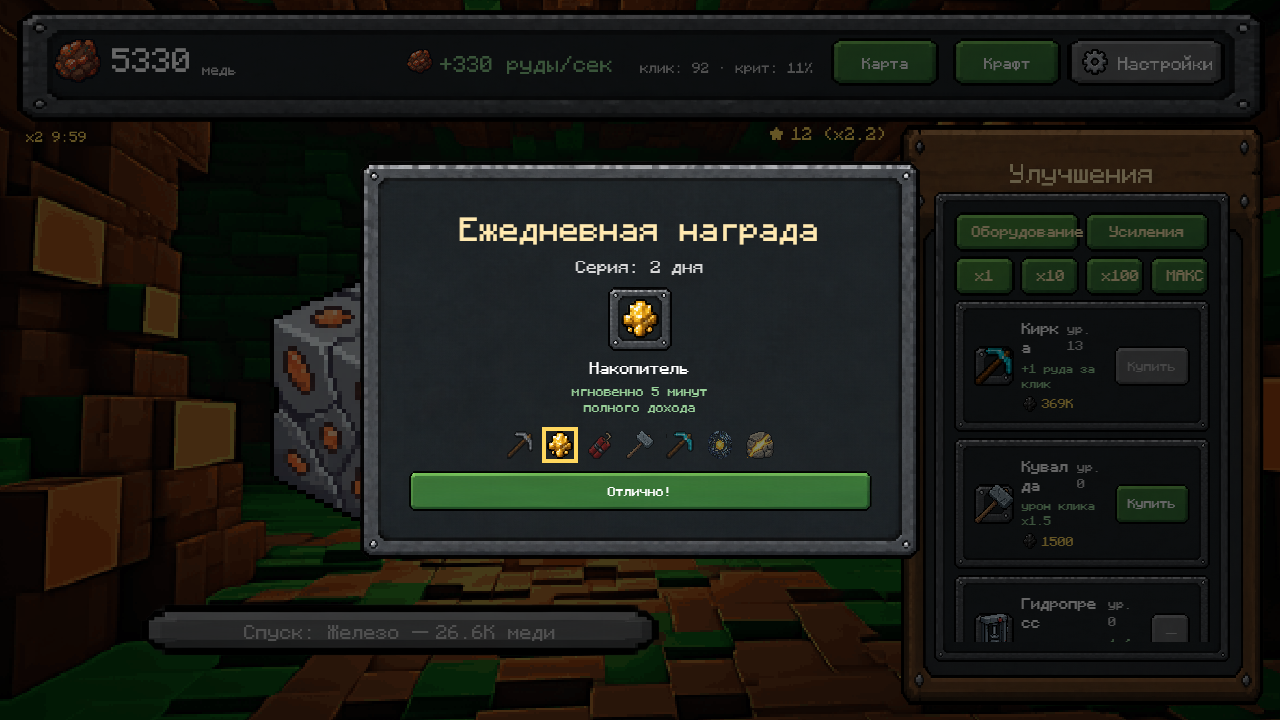 5330 медь
+330 руды/сек
клик: 92 · крит: 11%
Карта
Крафт
Настройки
x2 9:59
12 (x2.2)
Ежедневная награда
Серия: 2 дня
Накопитель
мгновенно 5 минут
полного дохода
Отлично!
Спуск: Железо — 26.6K меди
Улучшения
Оборудование
Усиления
x1
x10
x100
МАКС
Кирк ур.
а 13
+1 руда за
клик
369K
Купить
Кувал ур.
да 0
урон клика
x1.5
1500
Купить
Гидропре ур.
сс 0